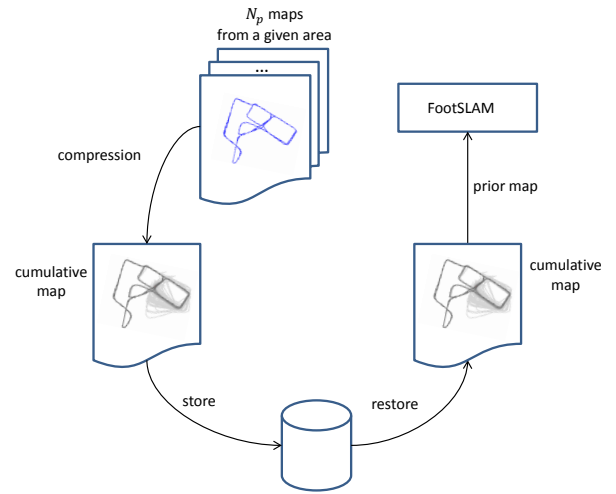 N_p maps
from a given area
...
FootSLAM
compression
prior map
cumulative
map
cumulative
map
store
restore